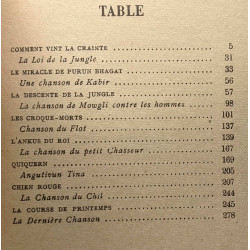 TABLE
COMMENT VINT LA CRAINTE 5
La Loi de la Jungle 31
LE MIRACLE DE PURUN BHAGAT 33
Une chanson de Kabir 56
LA DESCENTE DE LA JUNGLE 57
La chanson de Mowgli contre les hommes 98
LES CROQUE-MORTS 101
Chanson du Flot 137
L'ANKUS DU ROI 139
La chanson du petit Chasseur 167
QUIQUERN 169
Angutivun Tina 205
CHIEN ROUGE 207
La Chanson du Chil 244
LA COURSE DE PRINTEMPS 245
La Dernière Chanson 278